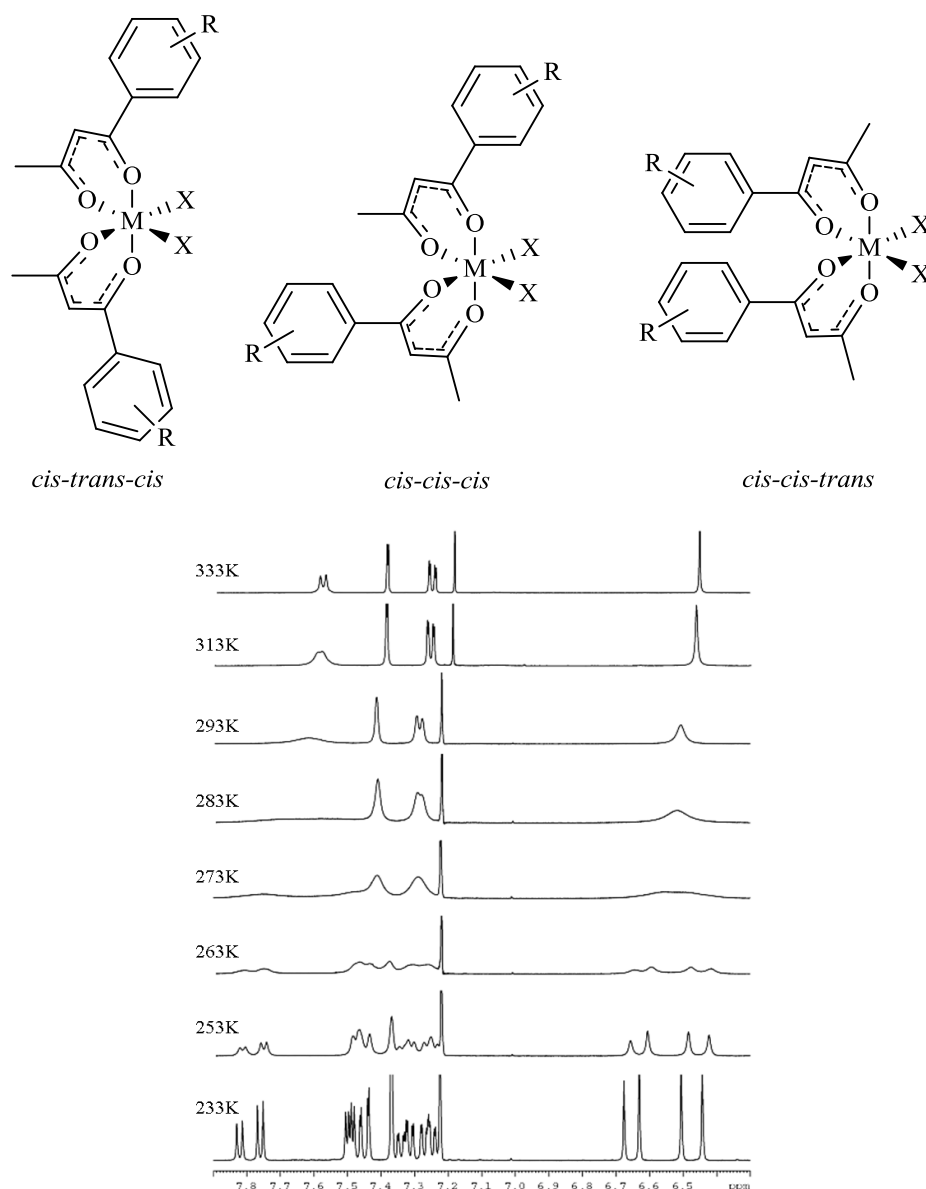 R
O
O
M
X
X
O
O
R
cis-trans-cis
R
O
O
M
X
X
O
O
R
cis-cis-cis
R
O
O
M
X
X
O
O
R
cis-cis-trans
333K
313K
293K
283K
273K
263K
253K
233K
7.8 7.7 7.6 7.5 7.4 7.3 7.2 7.1 7.0 6.9 6.8 6.7 6.6 6.5 ppm